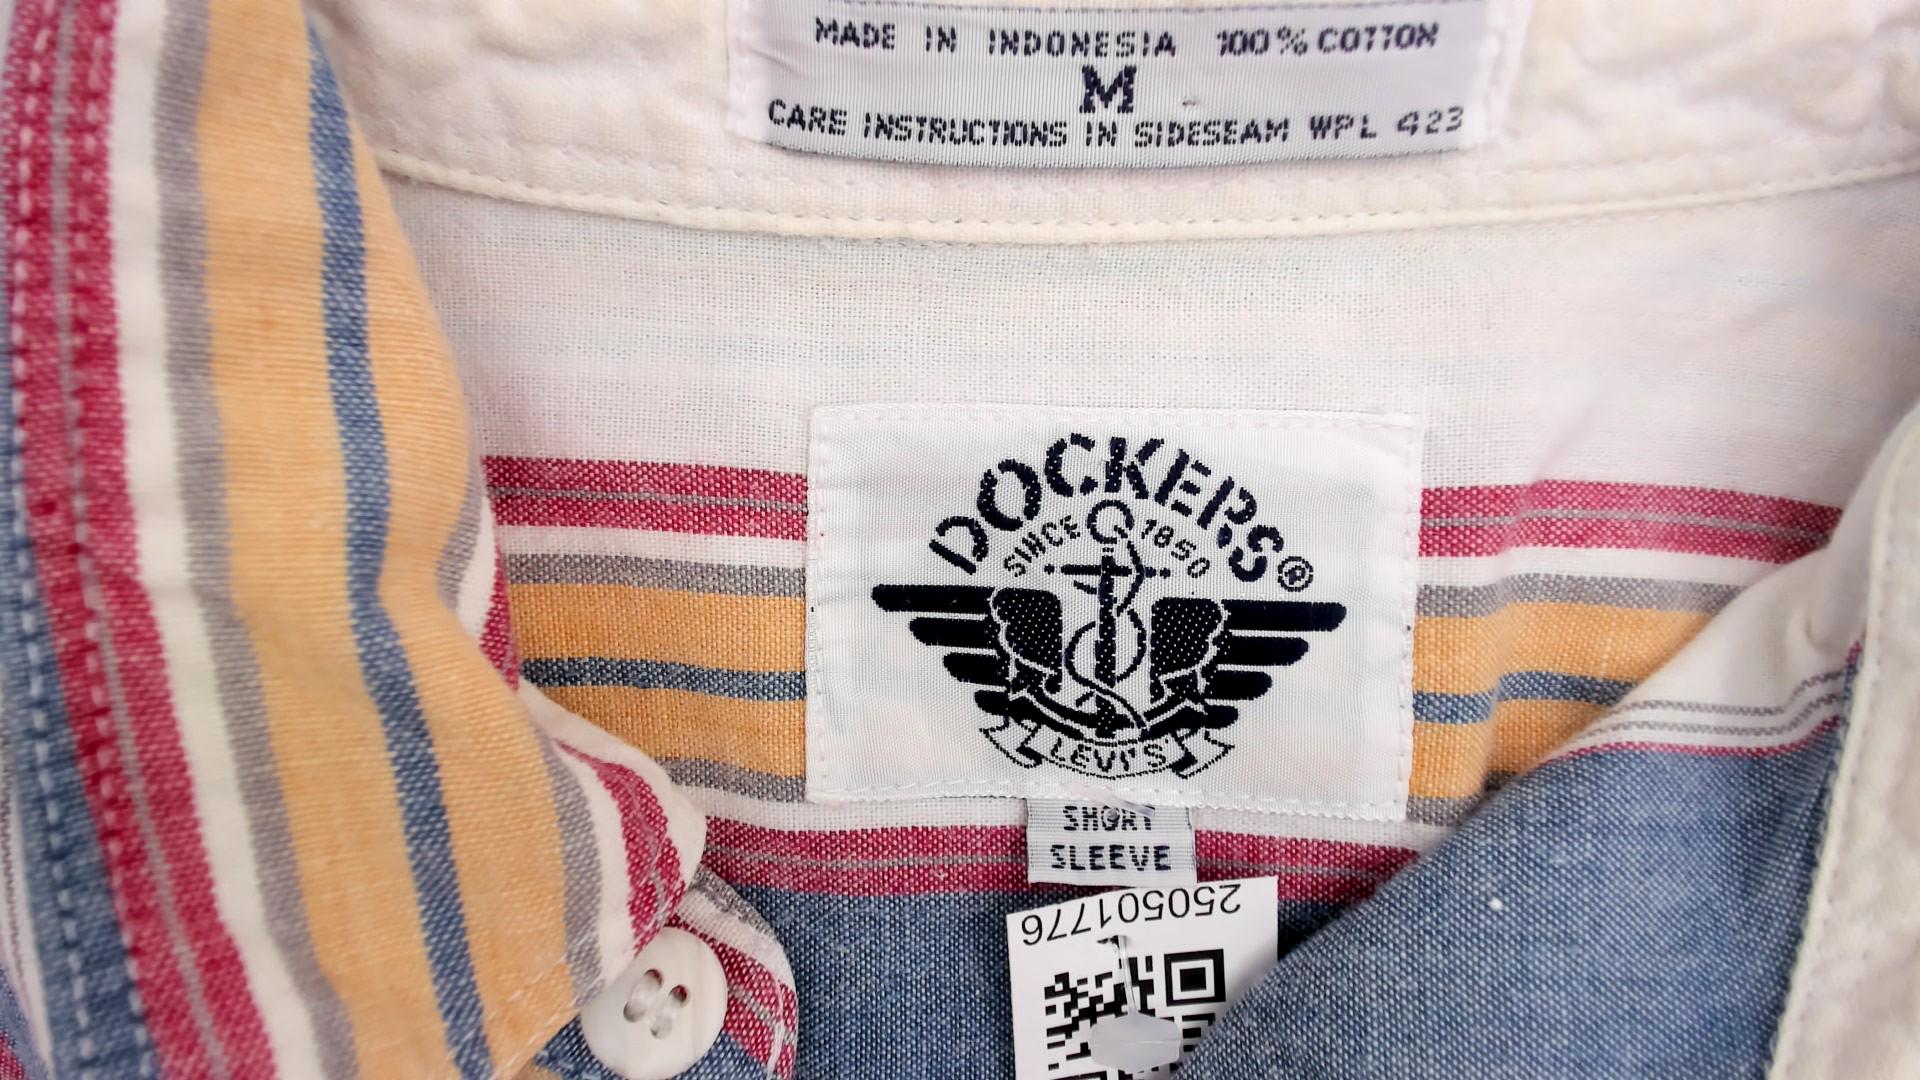 MADE IN INDONESIA 100% COTTON
M
CARE INSTRUCTIONS IN SIDESEAM WPL 423
DOCKERS®
SINCE 1850
LEVI'S
SHORT
SLEEVE
250501776